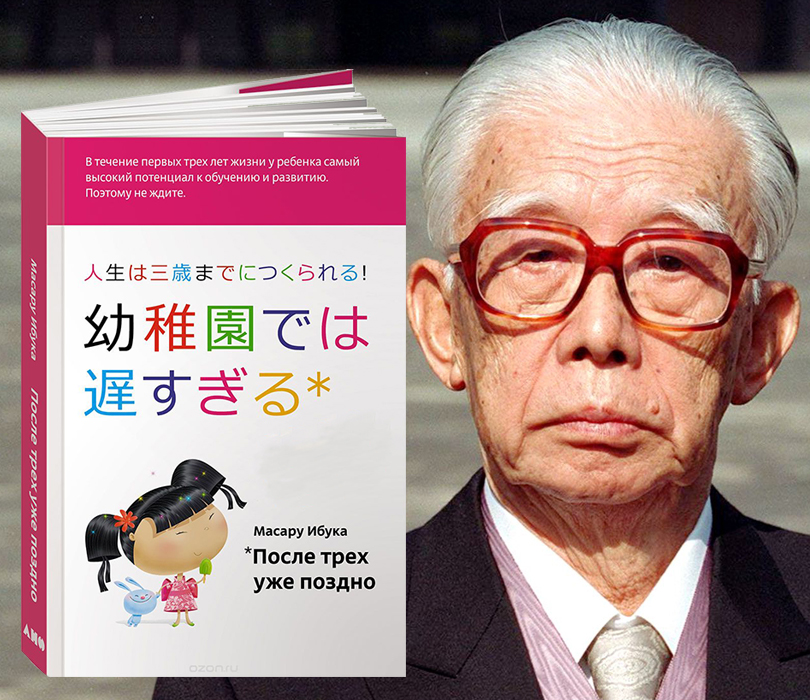 В течение первых трех лет жизни у ребенка самый
высокий потенциал к обучению и развитию.
Поэтому не ждите.
人生は三歳までにつくられる!
幼稚園では
遅すぎる*
Масару Ибука
*После трех
уже поздно
Масару Ибука После трех уже поздно
АНФ
ozon.ru